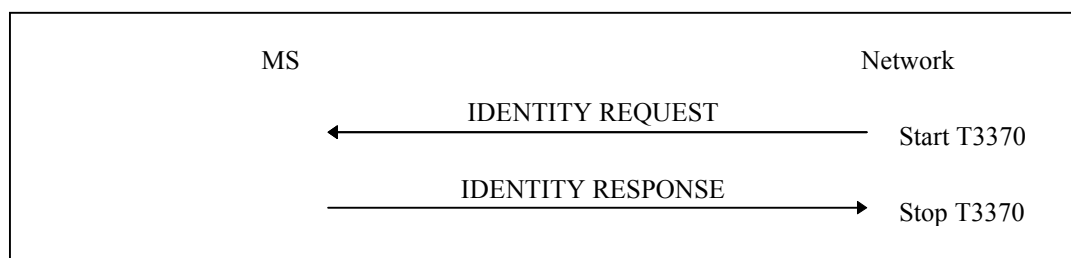 MS
Network
IDENTITY REQUEST
Start T3370
IDENTITY RESPONSE
Stop T3370